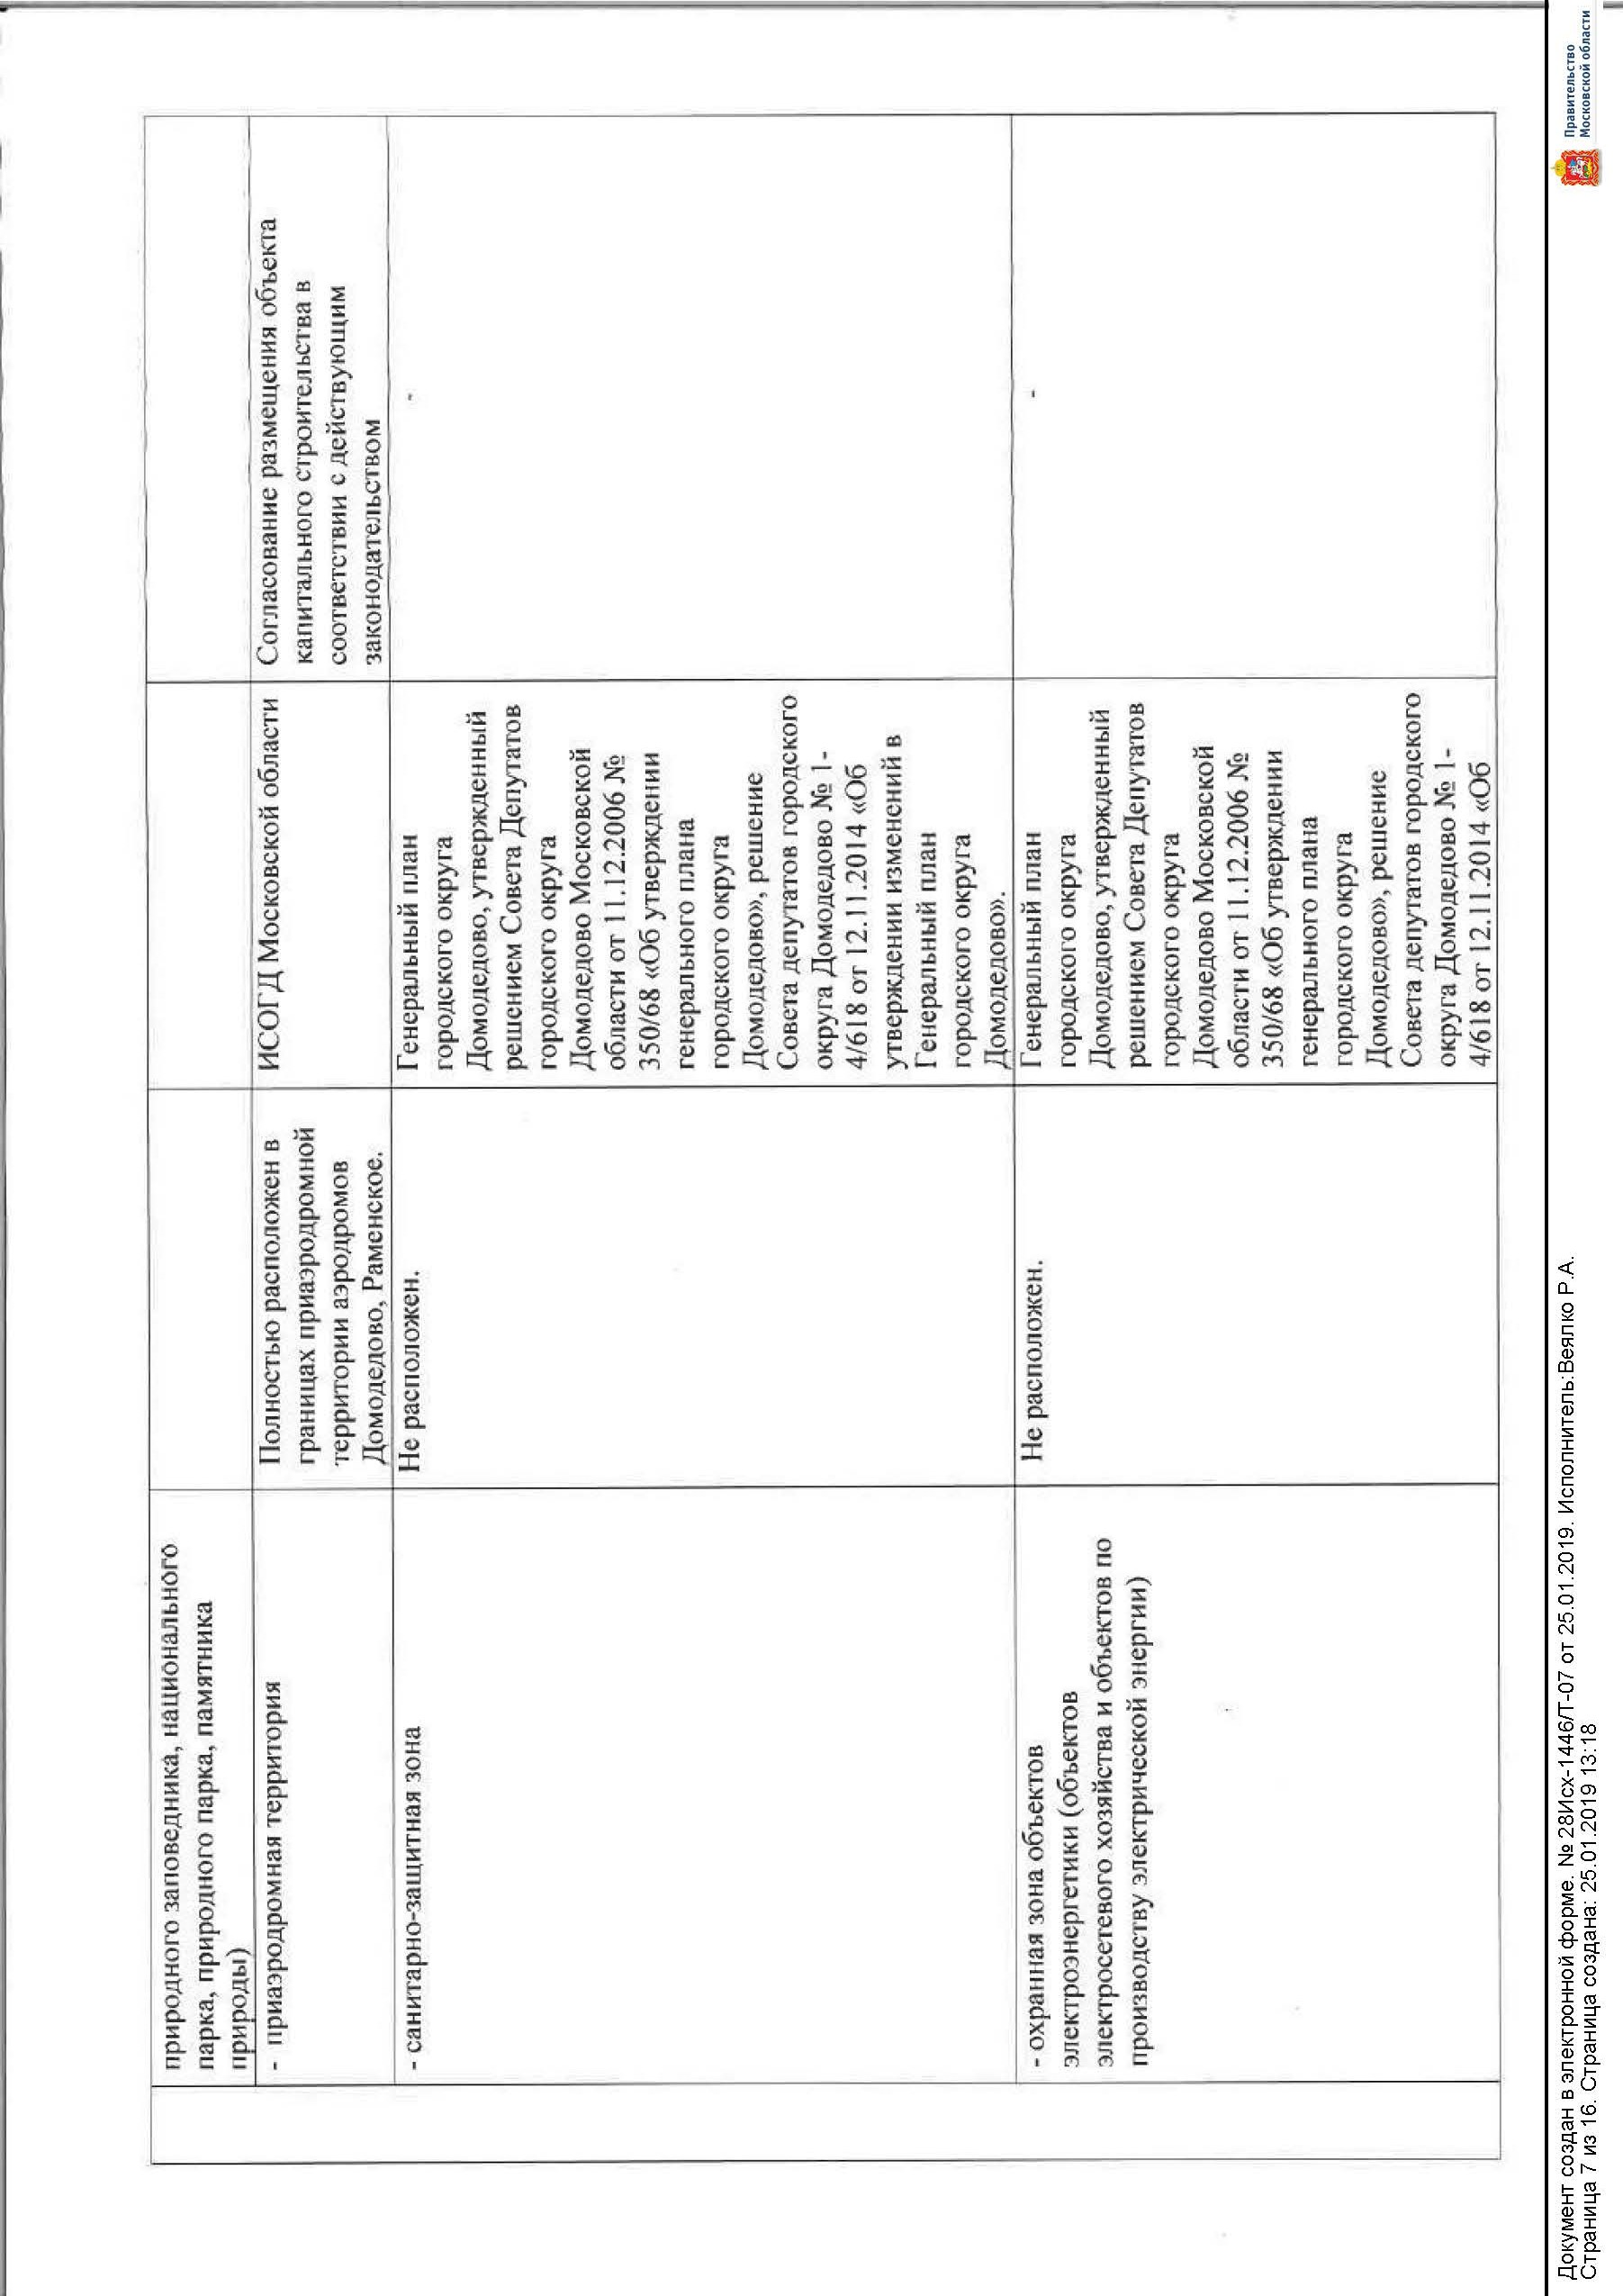 природного заповедника, национального
парка, природного парка, памятника
природы)
- приаэродромная территория
Полностью расположен в
границах приаэродромной
территории аэродромов
Домодедово, Раменское.
ИСОГД Московской области
Согласование размещения объекта
капитального строительства в
соответствии с действующим
законодательством
- санитарно-защитная зона
Не расположен.
Генеральный план
городского округа
Домодедово, утвержденный
решением Совета Депутатов
городского округа
Домодедово Московской
области от 11.12.2006 №
350/68 «Об утверждении
генерального плана
городского округа
Домодедово», решение
Совета депутатов городского
округа Домодедово № 1-
4/618 от 12.11.2014 «Об
утверждении изменений в
Генеральный план
городского округа
Домодедово».
-
- охранная зона объектов
электроэнергетики (объектов
электросетевого хозяйства и объектов по
производству электрической энергии)
Не расположен.
Генеральный план
городского округа
Домодедово, утвержденный
решением Совета Депутатов
городского округа
Домодедово Московской
области от 11.12.2006 №
350/68 «Об утверждении
генерального плана
городского округа
Домодедово», решение
Совета депутатов городского
округа Домодедово № 1-
4/618 от 12.11.2014 «Об
-
Документ создан в электронной форме. № 28Исх-1446/Т-07 от 25.01.2019. Исполнитель:Веялко Р.А.
Страница 7 из 16. Страница создана: 25.01.2019 13:18
Правительство
Московской области